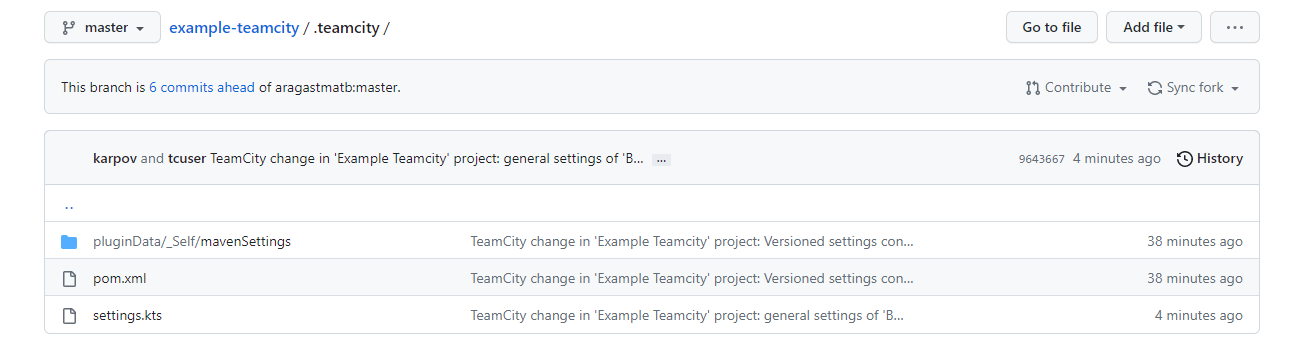 master example-teamcity / .teamcity / Go to file Add file ...
This branch is 6 commits ahead of aragastmatb:master. Contribute Sync fork
karpov and tcuser TeamCity change in 'Example Teamcity' project: general settings of 'B... ... 9643667 4 minutes ago History
..
pluginData/_Self/mavenSettings TeamCity change in 'Example Teamcity' project: Versioned settings con... 38 minutes ago
pom.xml TeamCity change in 'Example Teamcity' project: Versioned settings con... 38 minutes ago
settings.kts TeamCity change in 'Example Teamcity' project: general settings of 'B... 4 minutes ago